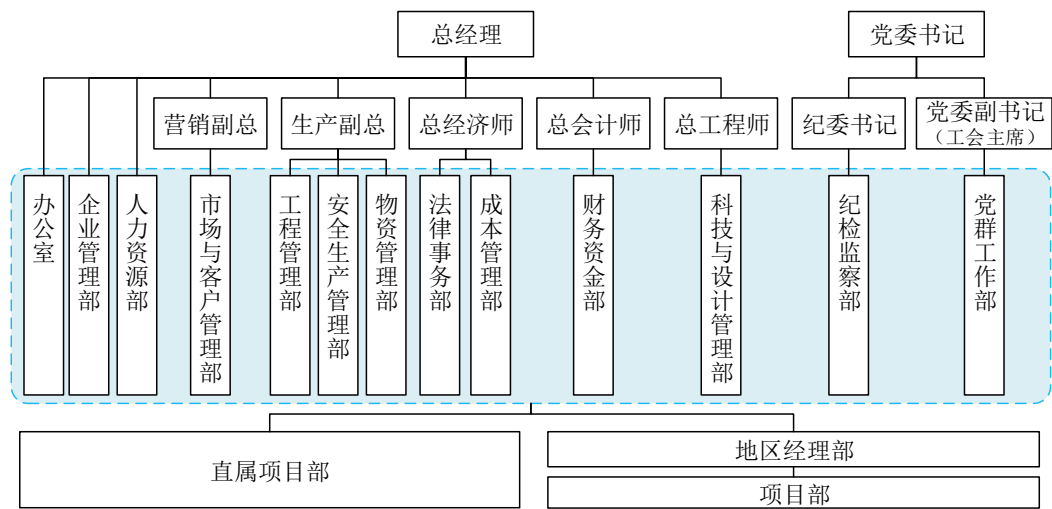 总经理
党委书记
营销副总
生产副总
总经济师
总会计师
总工程师
纪委书记
党委副书记
（工会主席）
办公室
企业管理部
人力资源部
市场与客户管理部
工程管理部
安全生产管理部
物资管理部
法律事务部
成本管理部
财务资金部
科技与设计管理部
纪检监察部
党群工作部
直属项目部
地区经理部
项目部